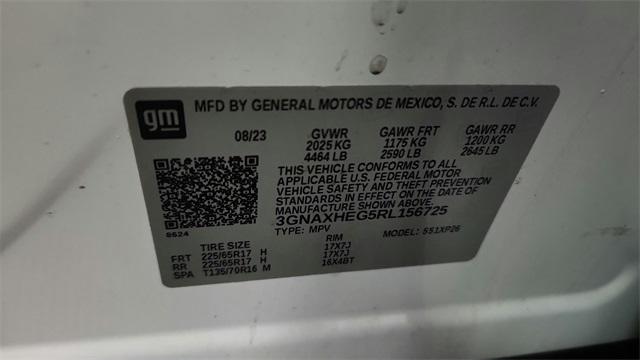 gm MFD BY GENERAL MOTORS DE MEXICO, S. DE R.L. DE C.V.
08/23 GVWR GAWR FRT GAWR RR
2025 KG 1175 KG 1200 KG
4464 LB 2590 LB 2645 LB
THIS VEHICLE CONFORMS TO ALL
APPLICABLE U.S. FEDERAL MOTOR
VEHICLE SAFETY AND THEFT PREVENTION
STANDARDS IN EFFECT ON THE DATE OF
MANUFACTURE SHOWN ABOVE.
3GNAXHEG5RL156725
6624 TYPE: MPV MODEL: SS1XP26
TIRE SIZE RIM
FRT 225/65R17 H 17X7J
RR 225/65R17 H 17X7J
SPA T135/70R16 M 16X4BT